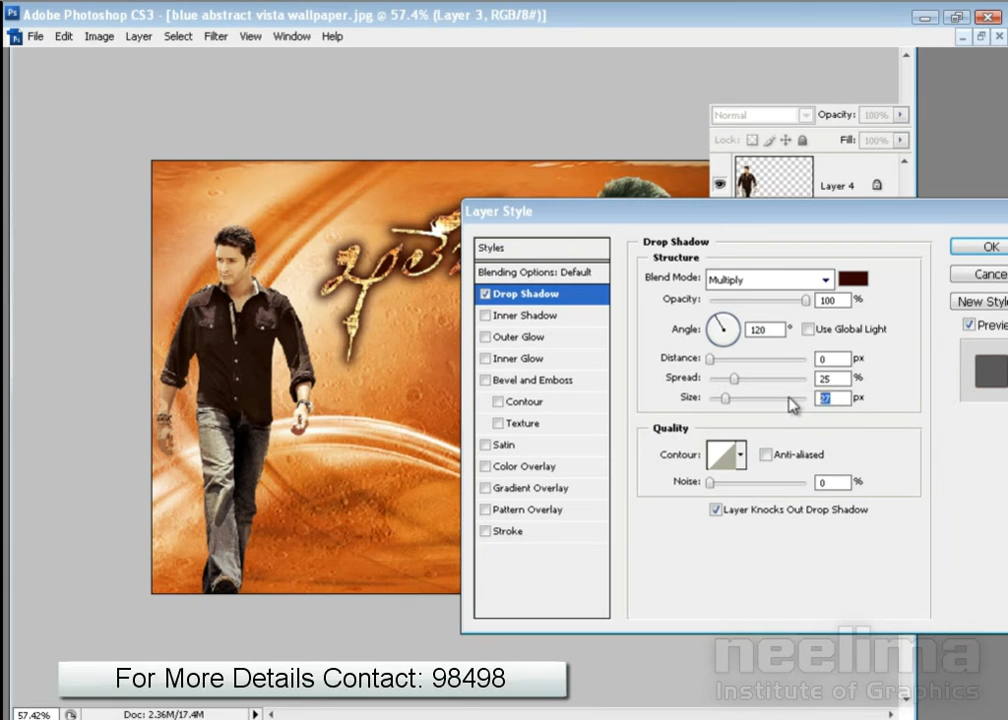 Adobe Photoshop CS3 - [blue abstract vista wallpaper.jpg @ 57.4% (Layer 3, RGB/8#)]
File Edit Image Layer Select Filter View Window Help
Normal Opacity: 100%
Lock: Fill: 100%
Layer 4
Layer Style
Styles
Blending Options: Default
Drop Shadow
Inner Shadow
Outer Glow
Inner Glow
Bevel and Emboss
Contour
Texture
Satin
Color Overlay
Gradient Overlay
Pattern Overlay
Stroke
Drop Shadow
Structure
Blend Mode: Multiply
Opacity: 100 %
Angle: 120 ° Use Global Light
Distance: 0 px
Spread: 25 %
Size: 27 px
Quality
Contour: Anti-aliased
Noise: 0 %
Layer Knocks Out Drop Shadow
OK
Cance
New Style
Previe
neelima
Institute of Graphics
For More Details Contact: 98498
57.42% Doc: 2.36M/17.4M